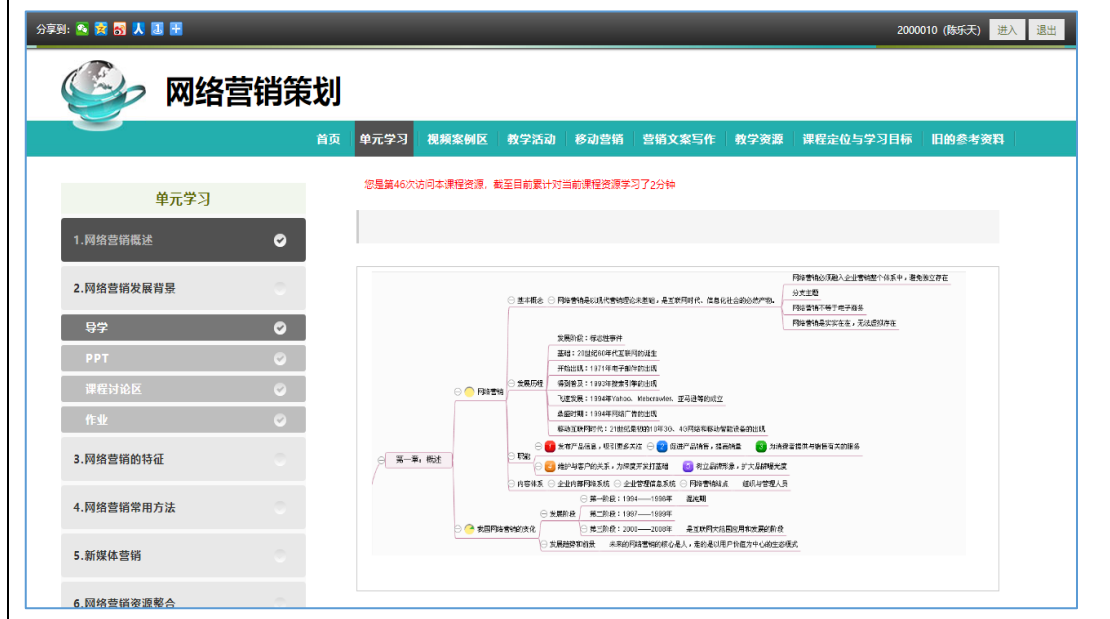 分享到:
2000010 (陈乐天) 进入 退出
网络营销策划
首页 单元学习 视频案例区 教学活动 移动营销 营销文案写作 教学资源 课程定位与学习目标 旧的参考资料
您是第46次访问本课程资源，截至目前累计对当前课程资源学习了2分钟
单元学习
1.网络营销概述
2.网络营销发展背景
导学
PPT
课程讨论区
作业
3.网络营销的特征
4.网络营销常用方法
5.新媒体营销
6.网络营销资源整合
第一章：概述
网络营销
基本概念
网络营销是以现代营销理论未基础，是互联网时代、信息化社会的必然产物。
网络营销必须融入企业营销整个体系中，避免独立存在
分支主题
网络营销不等于电子商务
网络营销是实实在在，无法虚拟存在
发展历程
发展阶段：标志性事件
基础：20世纪60年代互联网的诞生
开始出现：1971年电子邮件的出现
得到普及：1993年搜索引擎的出现
飞速发展：1994年Yahoo、Webcrawler、亚马逊等的成立
鼎盛时期：1994年网络广告的出现
移动互联网时代：21世纪最初的10年3G、4G网络和移动智能设备的出现
职能
1 发布产品信息，吸引更多关注
2 促进产品销售，提高销量
3 为消费者提供与销售有关的服务
4 维护与客户的关系，为深度开发打基础
5 树立品牌形象，扩大品牌曝光度
内容体系
企业内部网络系统
企业管理信息系统
网络营销站点
组织与管理人员
我国网络营销的变化
发展阶段
第一阶段：1994——1996年 混沌期
第二阶段：1997——1999年
第三阶段：2000——2008年 是互联网大范围应用和发展的阶段
发展趋势和前景
未来的网络营销的核心是人，走的是以用户价值为中心的生态模式